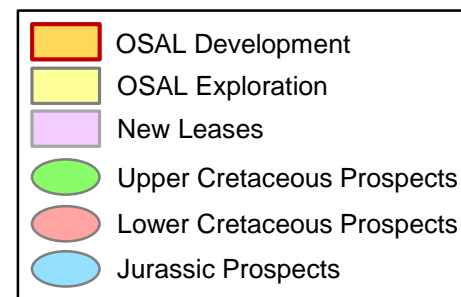 OSAL Development
OSAL Exploration
New Leases
Upper Cretaceous Prospects
Lower Cretaceous Prospects
Jurassic Prospects